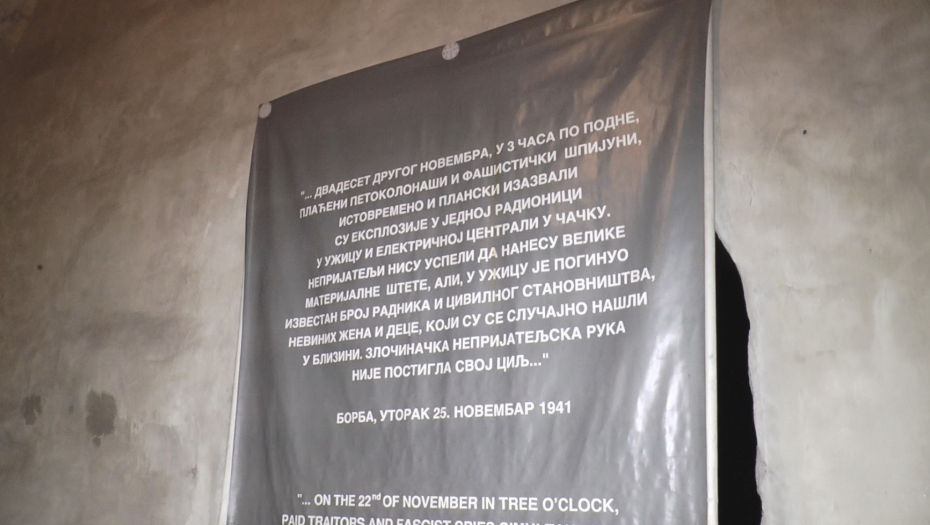 "... ДВАДЕСЕТ ДРУГОГ НОВЕМБРА, У 3 ЧАСА ПО ПОДНЕ,
ПЛАЋЕНИ ПЕТОКОЛОНАШИ И ФАШИСТИЧКИ ШПИЈУНИ,
ИСТОВРЕМЕНО И ПЛАНСКИ ИЗАЗВАЛИ
СУ ЕКСПЛОЗИЈЕ У ЈЕДНОЈ РАДИОНИЦИ
У УЖИЦУ И ЕЛЕКТРИЧНОЈ ЦЕНТРАЛИ У ЧАЧКУ.
НЕПРИЈАТЕЉИ НИСУ УСПЕЛИ ДА НАНЕСУ ВЕЛИКЕ
МАТЕРИЈАЛНЕ ШТЕТЕ, АЛИ, У УЖИЦУ ЈЕ ПОГИНУО
ИЗВЕСТАН БРОЈ РАДНИКА И ЦИВИЛНОГ СТАНОВНИШТВА,
НЕВИНИХ ЖЕНА И ДЕЦЕ, КОЈИ СУ СЕ СЛУЧАЈНО НАШЛИ
У БЛИЗИНИ. ЗЛОЧИНАЧКА НЕПРИЈАТЕЉСКА РУКА
НИЈЕ ПОСТИГЛА СВОЈ ЦИЉ..."
БОРБА, УТОРАК 25. НОВЕМБАР 1941
"... ON THE 22nd OF NOVEMBER IN TREE O'CLOCK,
PAID TRAITORS AND FASCIST SPIES